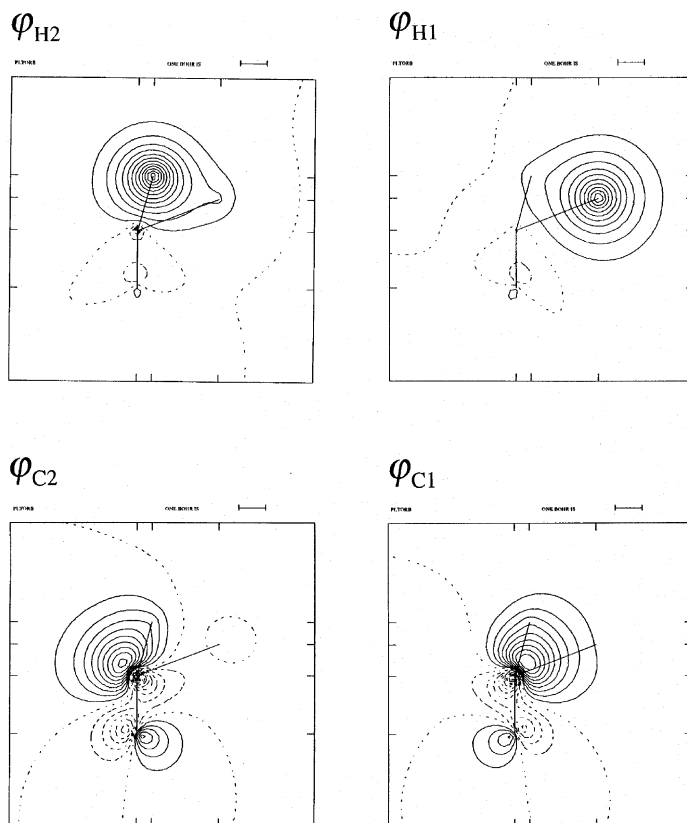 φH2
φH1
PLTORB ONE BOHR IS
PLTORB ONE BOHR IS
φC2
φC1
PLTORB ONE BOHR IS
PLTORB ONE BOHR IS